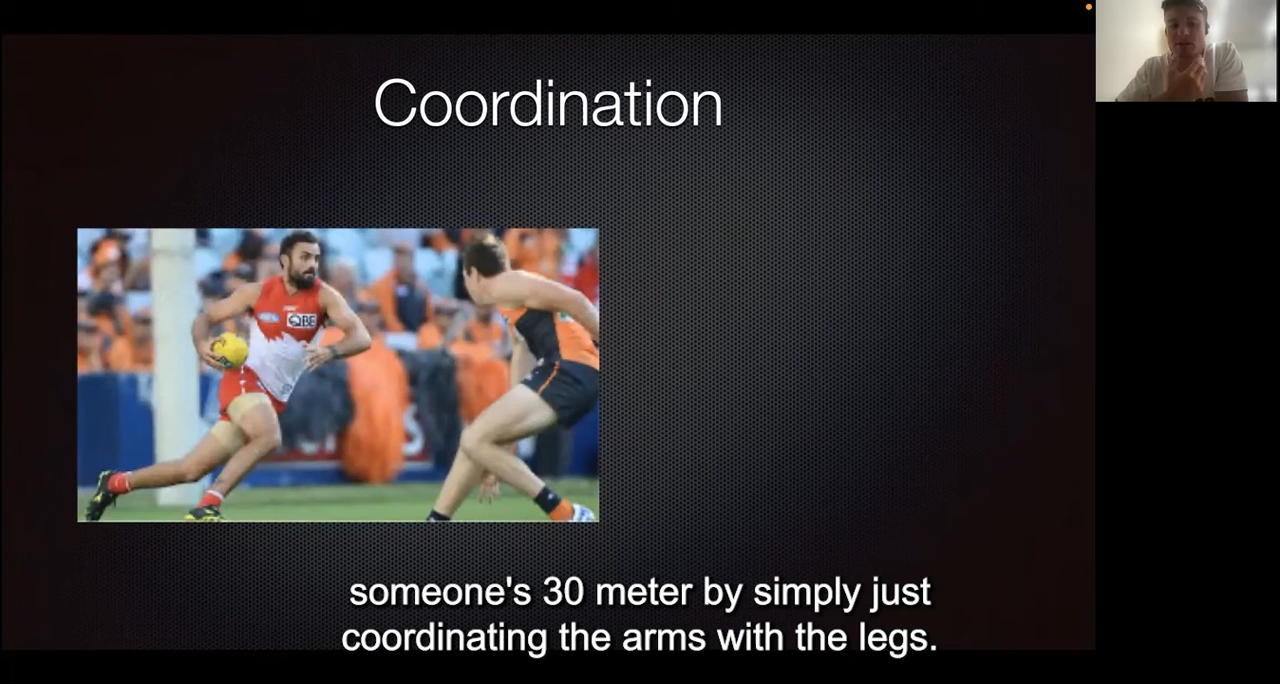 Coordination
QBE
someone's 30 meter by simply just
coordinating the arms with the legs.